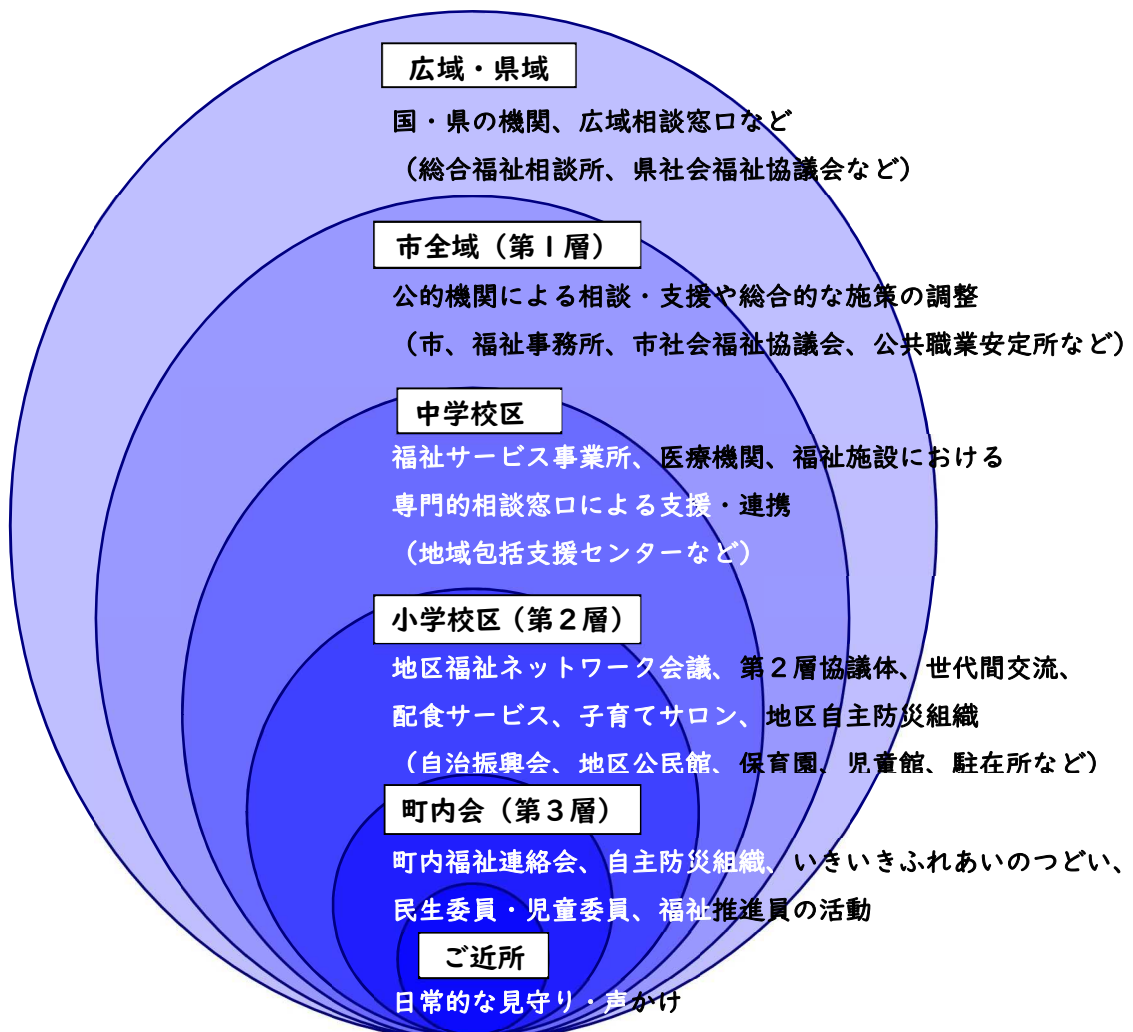 広域・県域
国・県の機関、広域相談窓口など
（総合福祉相談所、県社会福祉協議会など）
市全域（第１層）
公的機関による相談・支援や総合的な施策の調整
（市、福祉事務所、市社会福祉協議会、公共職業安定所など）
中学校区
福祉サービス事業所、医療機関、福祉施設における
専門的相談窓口による支援・連携
（地域包括支援センターなど）
小学校区（第２層）
地区福祉ネットワーク会議、第２層協議体、世代間交流、
配食サービス、子育てサロン、地区自主防災組織
（自治振興会、地区公民館、保育園、児童館、駐在所など）
町内会（第３層）
町内福祉連絡会、自主防災組織、いきいきふれあいのつどい、
民生委員・児童委員、福祉推進員の活動
ご近所
日常的な見守り・声かけ